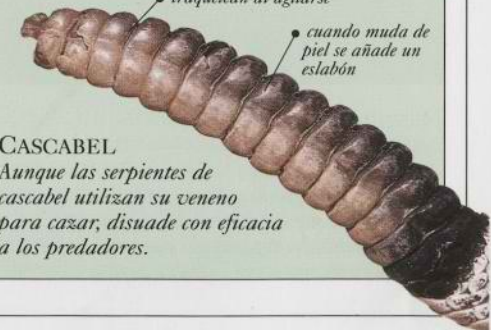 traquetean al agitarse
cuando muda de
piel se añade un
eslabón
CASCABEL
Aunque las serpientes de
cascabel utilizan su veneno
para cazar, disuade con eficacia
a los predadores.